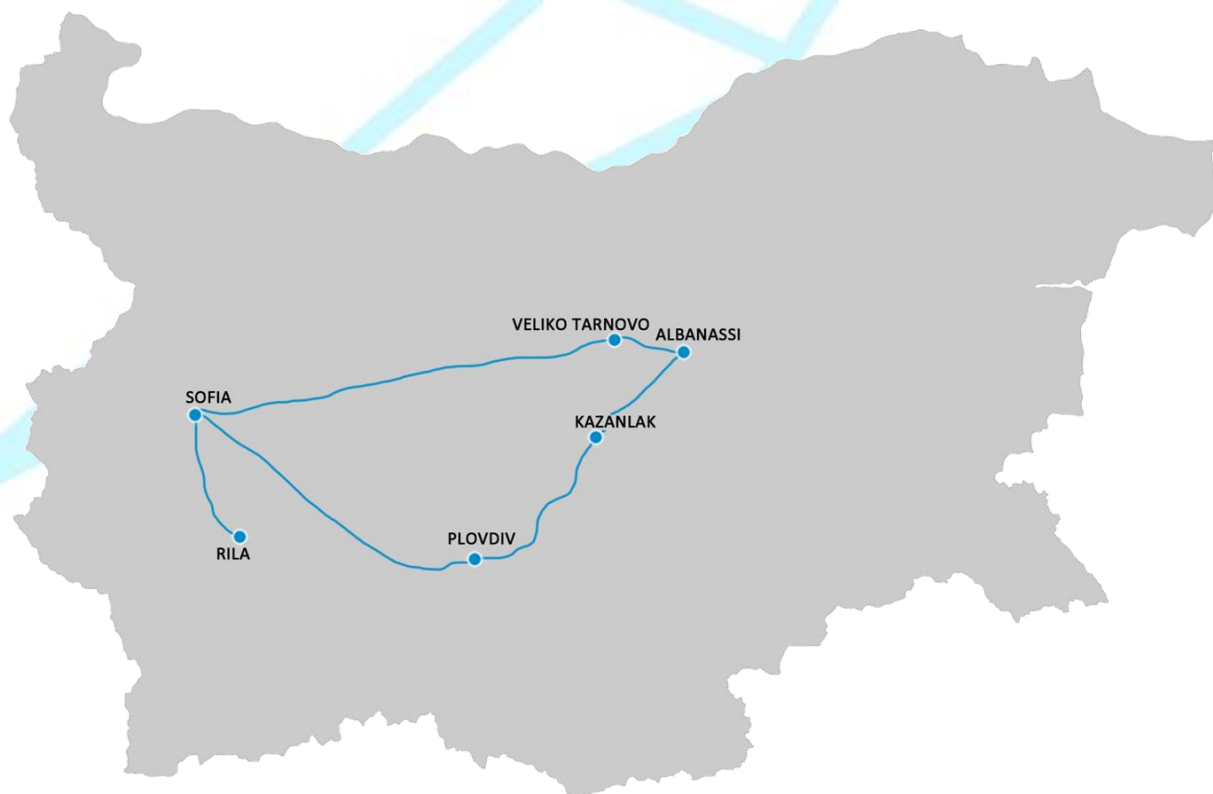 VELIKO TARNOVO
ALBANASSI
SOFIA
KAZANLAK
PLOVDIV
RILA